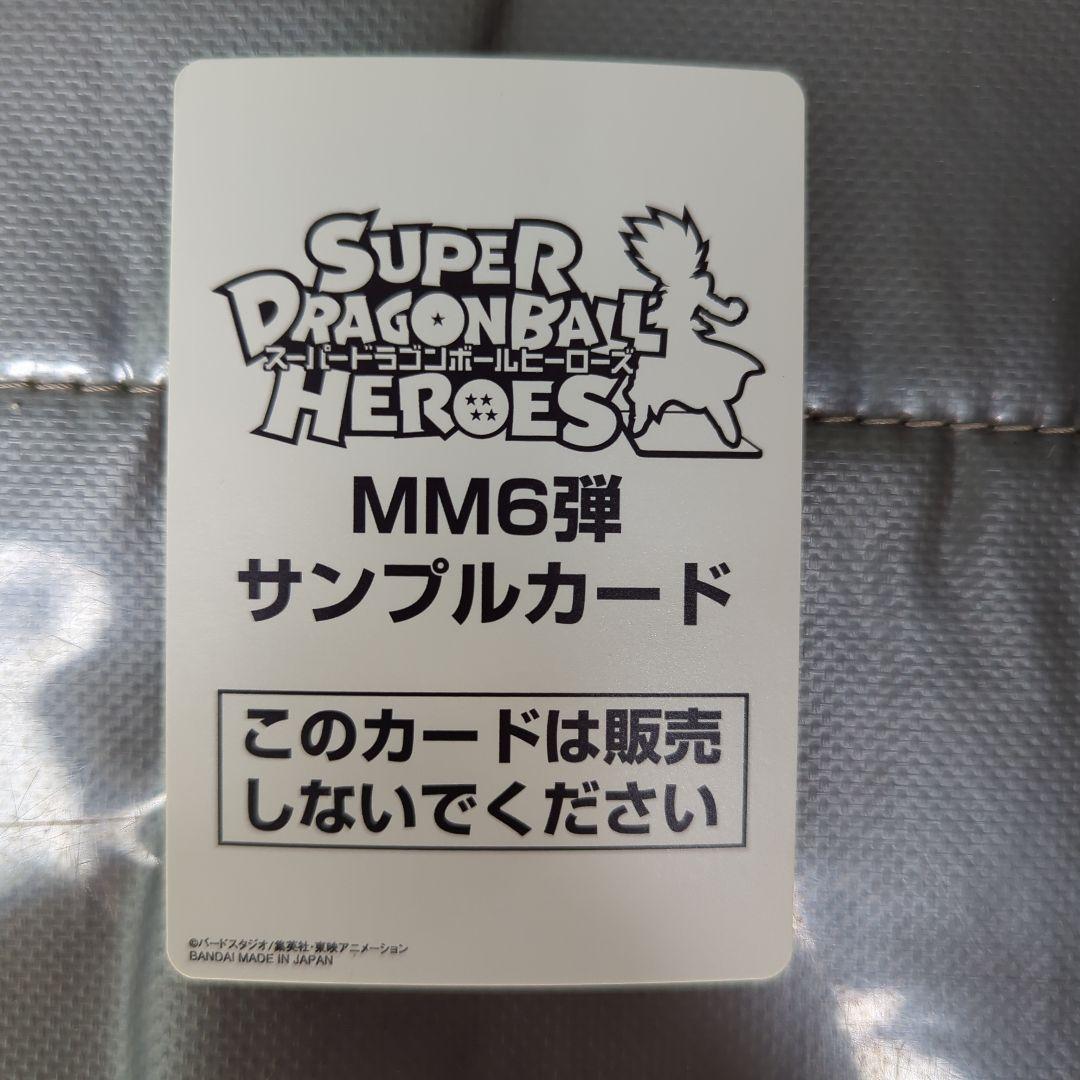 SUPER
DRAGONBALL
スーパードラゴンボールヒーローズ
HEROES
MM6弾
サンプルカード
このカードは販売
しないでください
©バードスタジオ/集英社・東映アニメーション
BANDAI MADE IN JAPAN